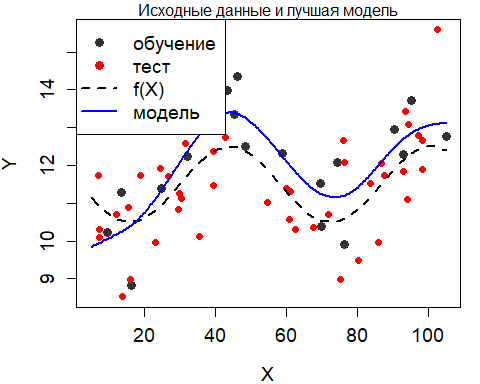 Исходные данные и лучшая модель
обучение
тест
f(X)
модель
Y
14
12
10
9
20 40 60 80 100
X